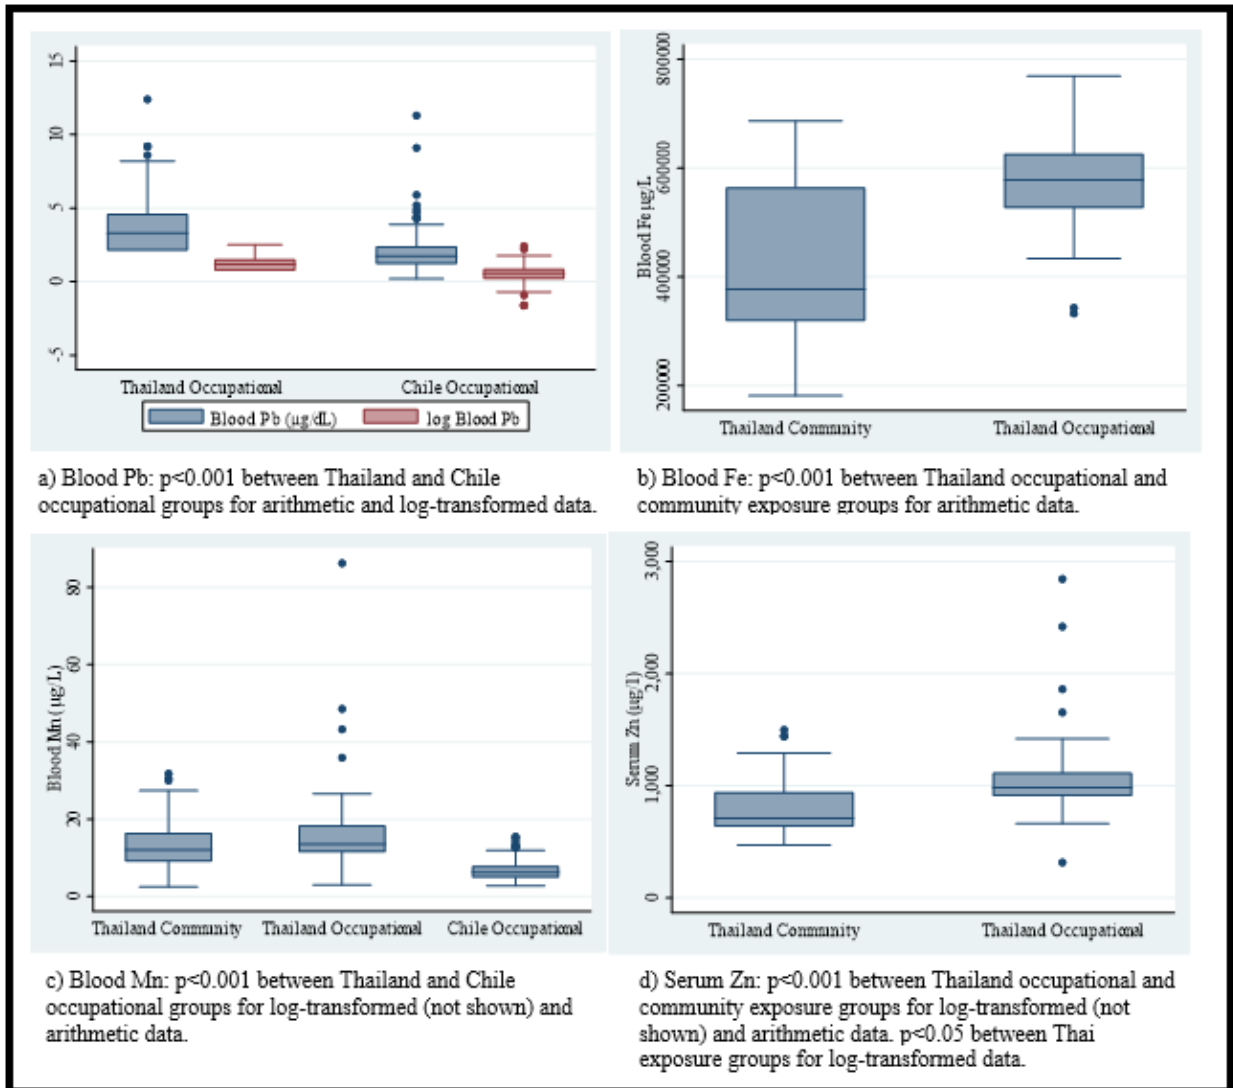 15
10
5
0
-5
Thailand Occupational
Chile Occupational
Blood Pb (µg/dL)
log Blood Pb
a) Blood Pb: p<0.001 between Thailand and Chile
occupational groups for arithmetic and log-transformed data.
Blood Fe µg/L
800000
600000
400000
200000
Thailand Community
Thailand Occupational
b) Blood Fe: p<0.001 between Thailand occupational and
community exposure groups for arithmetic data.
Blood Mn (µg/L)
80
60
40
20
0
Thailand Community
Thailand Occupational
Chile Occupational
c) Blood Mn: p<0.001 between Thailand and Chile
occupational groups for log-transformed (not shown) and
arithmetic data.
Serum Zn (µg/l)
3,000
2,000
1,000
0
Thailand Community
Thailand Occupational
d) Serum Zn: p<0.001 between Thailand occupational and
community exposure groups for log-transformed (not
shown) and arithmetic data. p<0.05 between Thai
exposure groups for log-transformed data.